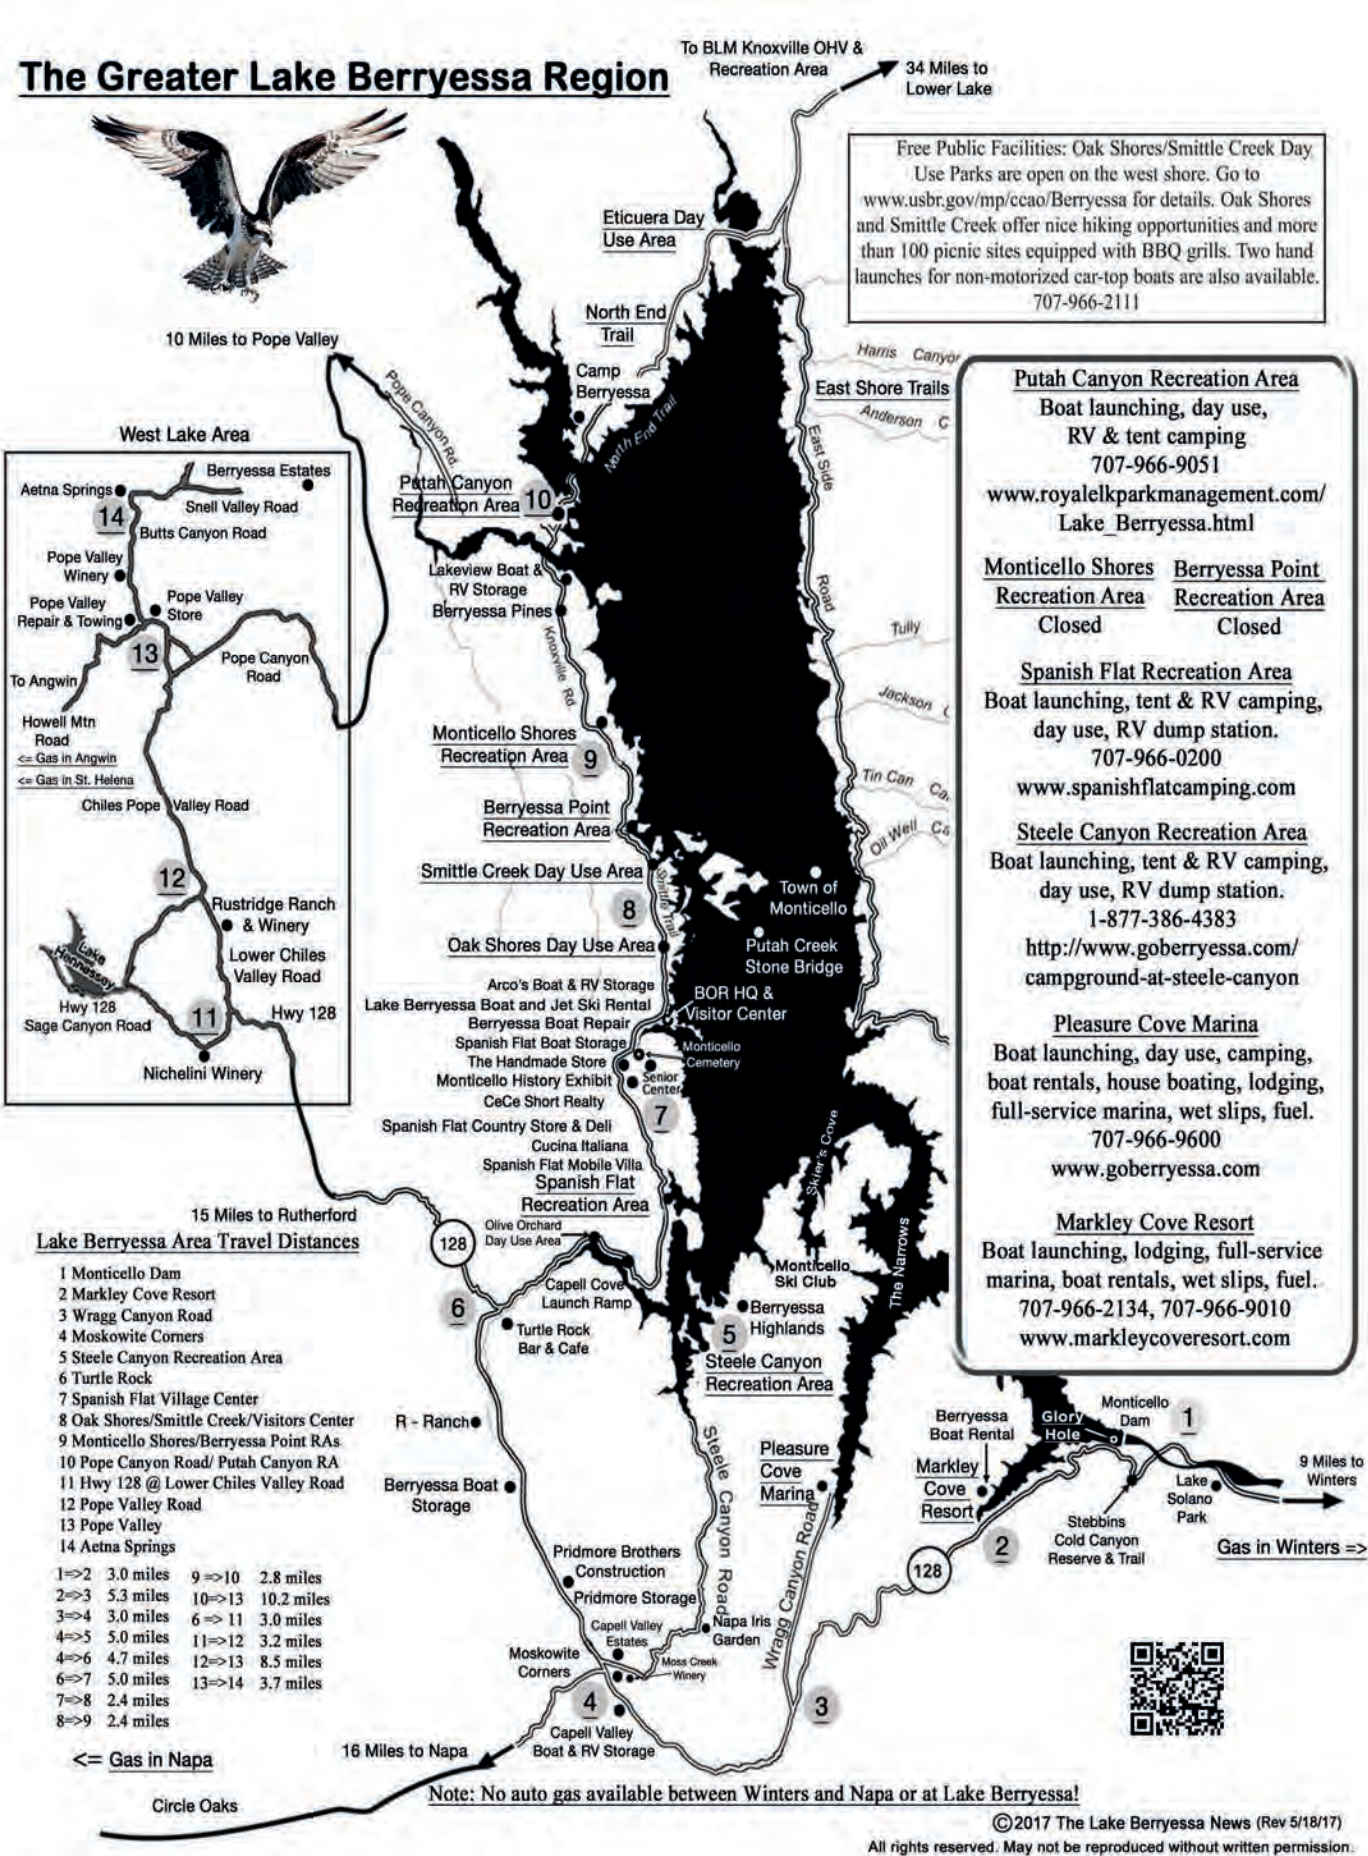 The Greater Lake Berryessa Region
To BLM Knoxville OHV &
Recreation Area
34 Miles to
Lower Lake
Free Public Facilities: Oak Shores/Smittle Creek Day
Use Parks are open on the west shore. Go to
www.usbr.gov/mp/ccao/Berryessa for details. Oak Shores
and Smittle Creek offer nice hiking opportunities and more
than 100 picnic sites equipped with BBQ grills. Two hand
launches for non-motorized car-top boats are also available.
707-966-2111
Eticuera Day
Use Area
North End
Trail
10 Miles to Pope Valley
Camp
Berryessa
Pope Canyon Rd.
North End Trail
Harris Canyon
East Shore Trails
Anderson C
East Side
Road
Tully
Jackson C
Tin Can Ca.
Oil Well Ca
Putah Canyon
Recreation Area
10
Lakeview Boat &
RV Storage
Berryessa Pines
Knoxville Rd.
Monticello Shores
Recreation Area
9
Berryessa Point
Recreation Area
Smittle Creek Day Use Area
Smittle Trail
8
Oak Shores Day Use Area
Town of
Monticello
Putah Creek
Stone Bridge
BOR HQ &
Visitor Center
Arco's Boat & RV Storage
Lake Berryessa Boat and Jet Ski Rental
Berryessa Boat Repair
Spanish Flat Boat Storage
The Handmade Store
Monticello History Exhibit
CeCe Short Realty
Monticello
Cemetery
Senior
Center
7
Spanish Flat Country Store & Deli
Cucina Italiana
Spanish Flat Mobile Villa
Spanish Flat
Recreation Area
Olive Orchard
Day Use Area
Skier's Cove
The Narrows
West Lake Area
Berryessa Estates
Aetna Springs
Snell Valley Road
14
Butts Canyon Road
Pope Valley
Winery
Pope Valley
Repair & Towing
Pope Valley
Store
13
To Angwin
Pope Canyon
Road
Howell Mtn
Road
<= Gas in Angwin
<= Gas in St. Helena
Chiles Pope Valley Road
12
Rustridge Ranch
& Winery
Lower Chiles
Valley Road
Lake
Hennessey
Hwy 128
Sage Canyon Road
11
Hwy 128
Nichelini Winery
Putah Canyon Recreation Area
Boat launching, day use,
RV & tent camping
707-966-9051
www.royalelkparkmanagement.com/
Lake_Berryessa.html
Monticello Shores
Recreation Area
Closed
Berryessa Point
Recreation Area
Closed
Spanish Flat Recreation Area
Boat launching, tent & RV camping,
day use, RV dump station.
707-966-0200
www.spanishflatcamping.com
Steele Canyon Recreation Area
Boat launching, tent & RV camping,
day use, RV dump station.
1-877-386-4383
http://www.goberryessa.com/
campground-at-steele-canyon
Pleasure Cove Marina
Boat launching, day use, camping,
boat rentals, house boating, lodging,
full-service marina, wet slips, fuel.
707-966-9600
www.goberryessa.com
Markley Cove Resort
Boat launching, lodging, full-service
marina, boat rentals, wet slips, fuel.
707-966-2134, 707-966-9010
www.markleycoveresort.com
15 Miles to Rutherford
128
6
Capell Cove
Launch Ramp
Turtle Rock
Bar & Cafe
Monticello
Ski Club
Berryessa
Highlands
5
Steele Canyon
Recreation Area
R - Ranch
Berryessa Boat
Storage
Steele Canyon Road
Pleasure
Cove
Marina
Wragg Canyon Road
Berryessa
Boat Rental
Markley
Cove
Resort
2
Glory
Hole
Monticello
Dam
1
9 Miles to
Winters
Lake
Solano
Park
Stebbins
Cold Canyon
Reserve & Trail
Gas in Winters =>
128
Pridmore Brothers
Construction
Pridmore Storage
Capell Valley
Estates
Napa Iris
Garden
Moskowite
Corners
Moss Creek
Winery
4
Capell Valley
Boat & RV Storage
3
16 Miles to Napa
Lake Berryessa Area Travel Distances
1 Monticello Dam
2 Markley Cove Resort
3 Wragg Canyon Road
4 Moskowite Corners
5 Steele Canyon Recreation Area
6 Turtle Rock
7 Spanish Flat Village Center
8 Oak Shores/Smittle Creek/Visitors Center
9 Monticello Shores/Berryessa Point RAs
10 Pope Canyon Road/ Putah Canyon RA
11 Hwy 128 @ Lower Chiles Valley Road
12 Pope Valley Road
13 Pope Valley
14 Aetna Springs
1=>2 3.0 miles 9 =>10 2.8 miles
2=>3 5.3 miles 10=>13 10.2 miles
3=>4 3.0 miles 6 => 11 3.0 miles
4=>5 5.0 miles 11=>12 3.2 miles
4=>6 4.7 miles 12=>13 8.5 miles
6=>7 5.0 miles 13=>14 3.7 miles
7=>8 2.4 miles
8=>9 2.4 miles
<= Gas in Napa
Circle Oaks
Note: No auto gas available between Winters and Napa or at Lake Berryessa!
©2017 The Lake Berryessa News (Rev 5/18/17)
All rights reserved. May not be reproduced without written permission.